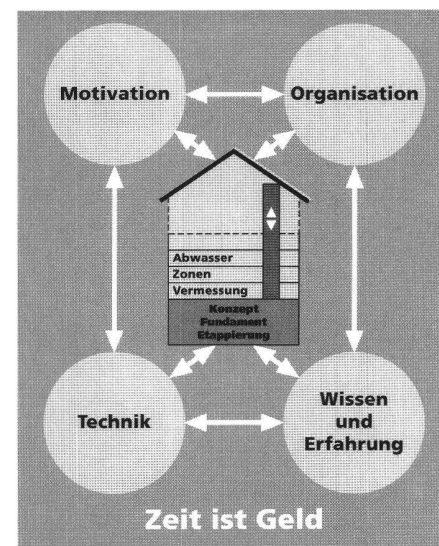 Motivation
Organisation
Abwasser
Zonen
Vermessung
Konzept
Fundament
Etappierung
Technik
Wissen
und
Erfahrung
Zeit ist Geld